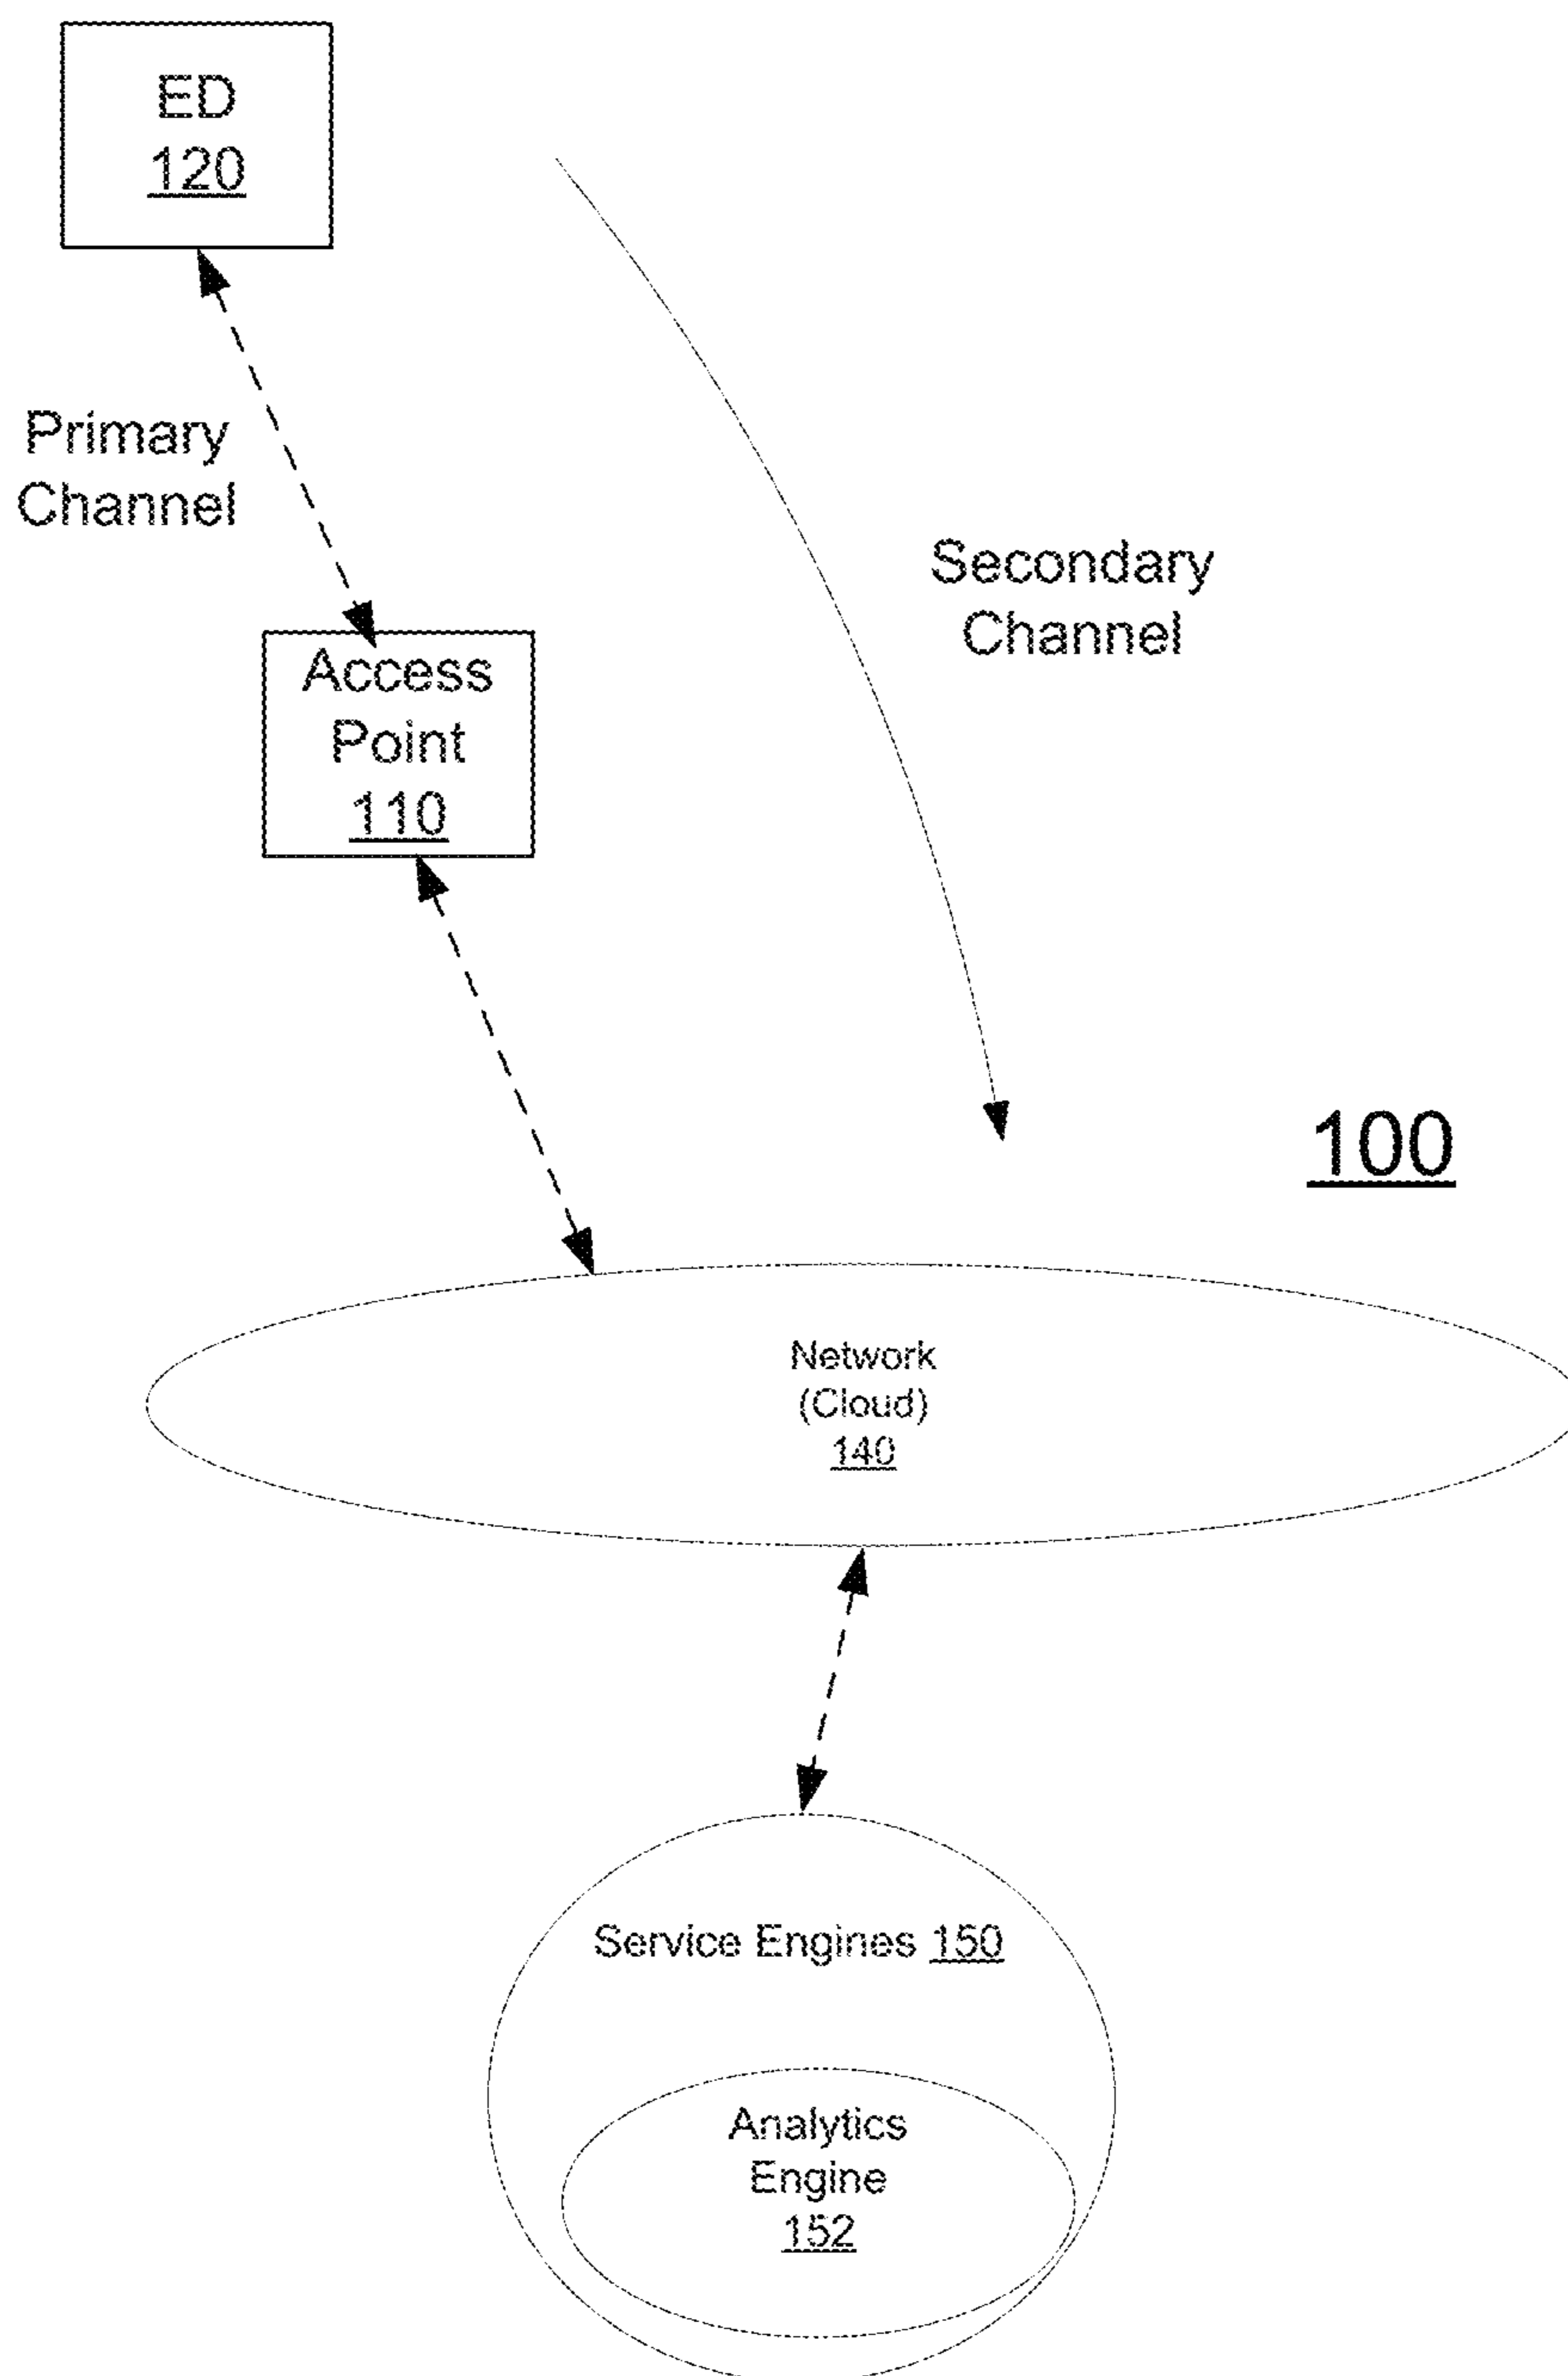 ED
120
Primary
Channel
Secondary
Channel
Access
Point
110
100
Network
(Cloud)
140
Service Engines 150
Analytics
Engine
152